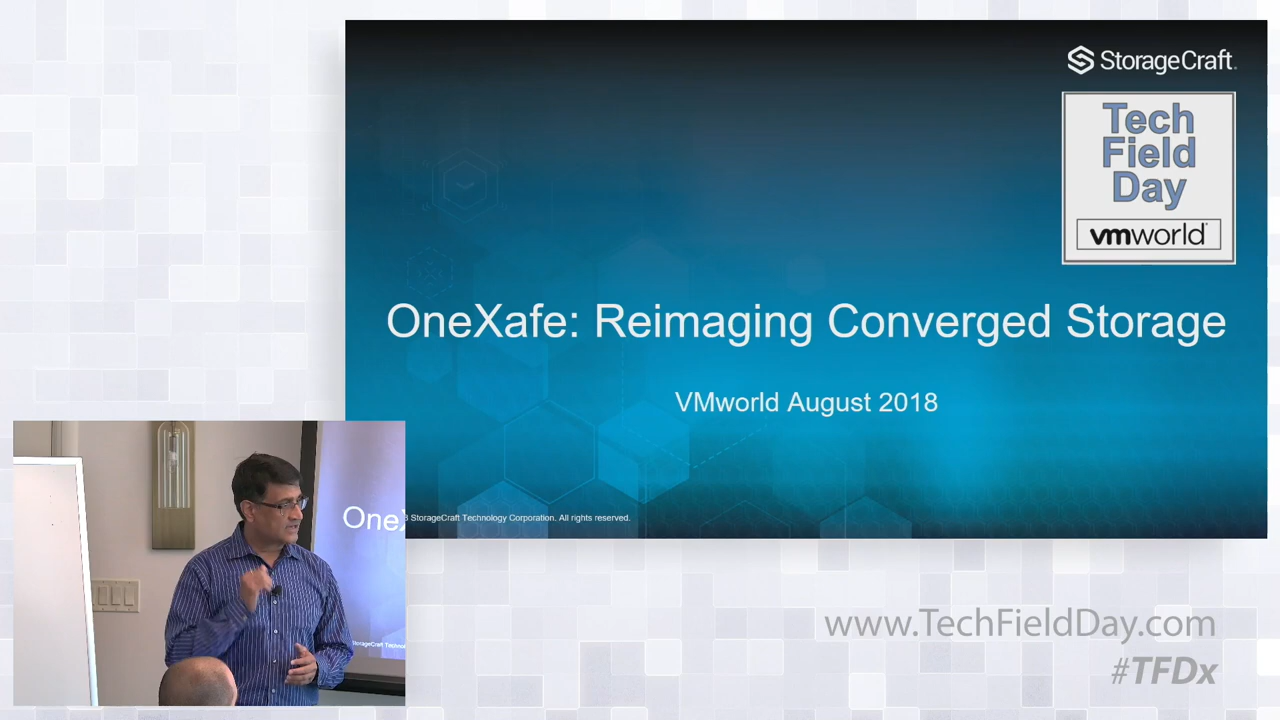 StorageCraft
Tech
Field
Day
vmworld
OneXafe: Reimaging Converged Storage
VMworld August 2018
StorageCraft Technology Corporation. All rights reserved.
One
www.TechFieldDay.com
#TFDx